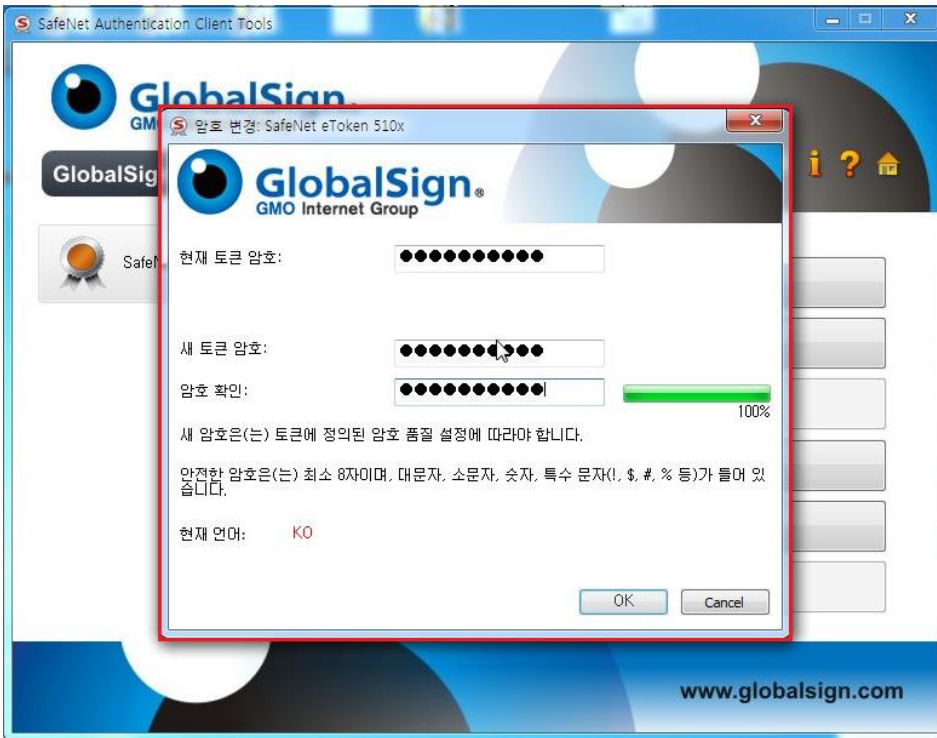 SafeNet Authentication Client Tools
GlobalSign.
GM
GlobalSig
SafeN
암호 변경: SafeNet eToken 510x
GlobalSign®
GMO Internet Group
현재 토큰 암호: ●●●●●●●●●●
새 토큰 암호: ●●●●●●●●●●
암호 확인: ●●●●●●●●●●
100%
새 암호은(는) 토큰에 정의된 암호 품질 설정에 따라야 합니다.
안전한 암호은(는) 최소 8자이며, 대문자, 소문자, 숫자, 특수 문자(!, $, #, % 등)가 들어 있
습니다.
현재 언어: KO
OK Cancel
www.globalsign.com